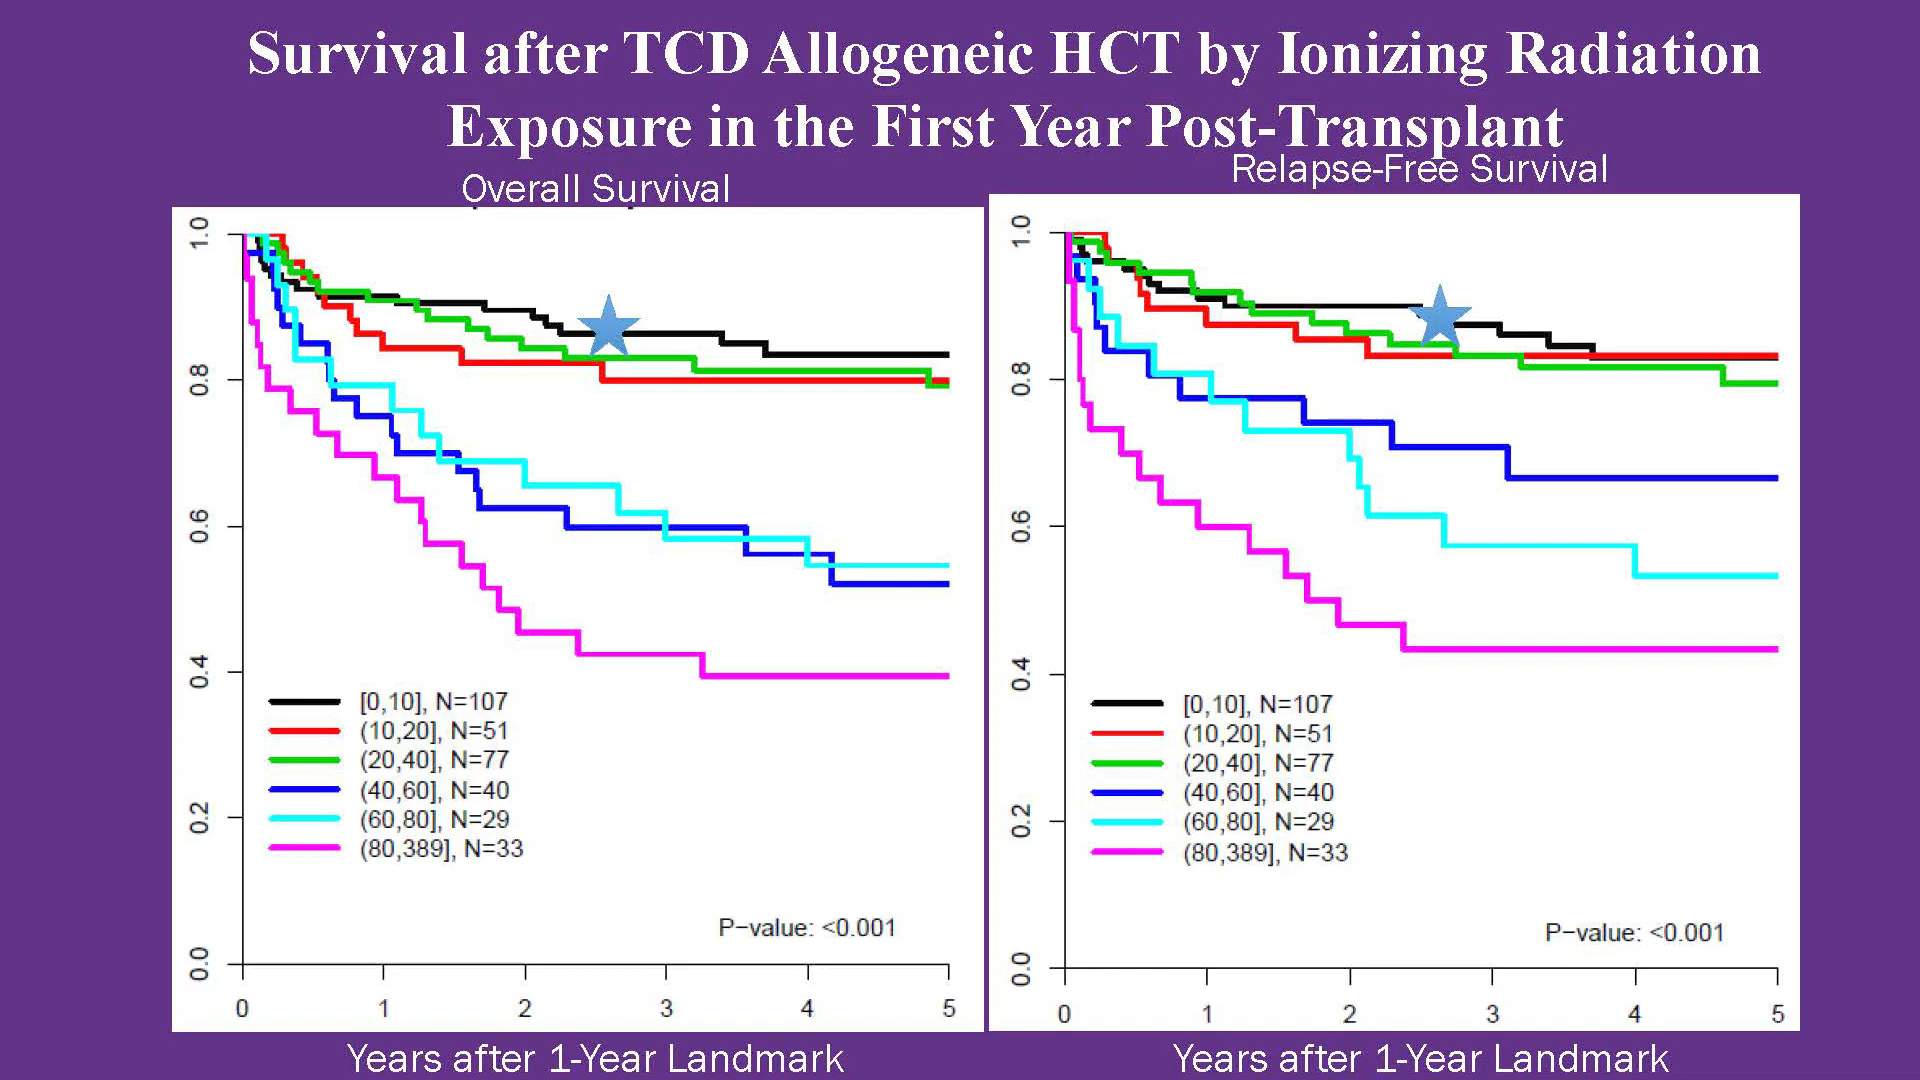 Survival after TCD Allogeneic HCT by Ionizing Radiation
Exposure in the First Year Post-Transplant
Overall Survival
1.0
0.8
0.6
0.4
0.2
0.0
[0,10], N=107
(10,20], N=51
(20,40], N=77
(40,60], N=40
(60,80], N=29
(80,389], N=33
P−value: <0.001
0 1 2 3 4 5
Years after 1-Year Landmark
Relapse-Free Survival
1.0
0.8
0.6
0.4
0.2
0.0
[0,10], N=107
(10,20], N=51
(20,40], N=77
(40,60], N=40
(60,80], N=29
(80,389], N=33
P−value: <0.001
0 1 2 3 4 5
Years after 1-Year Landmark